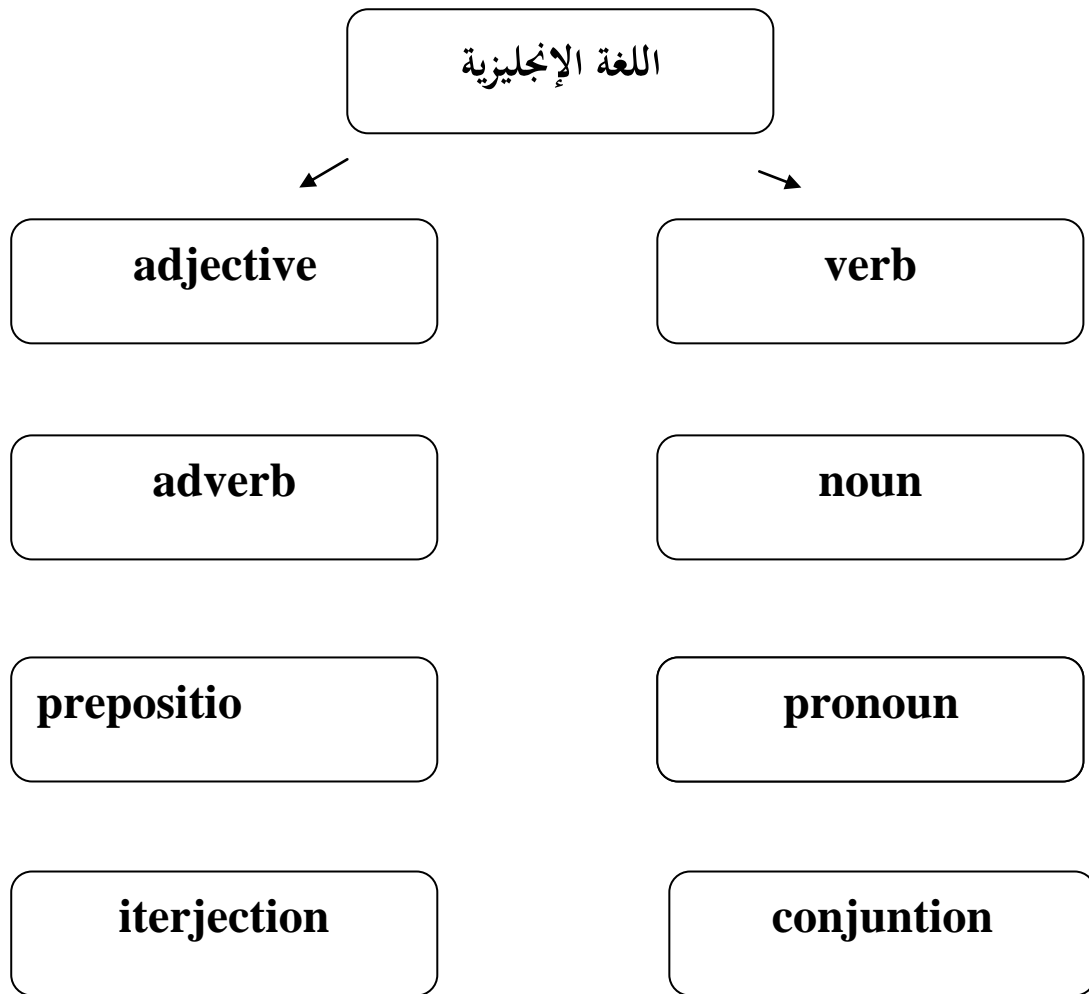 اللغة الإنجليزية
adjective
verb
adverb
noun
prepositio
pronoun
iterjection
conjuntion